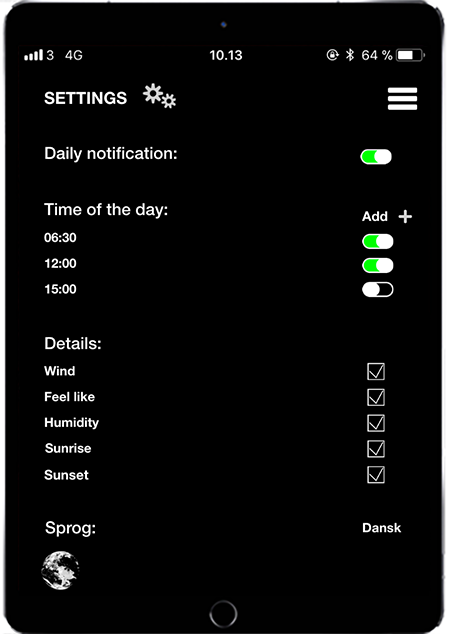 3 4G 10.13 64 %
SETTINGS
Daily notification:
Time of the day: Add +
06:30
12:00
15:00
Details:
Wind
Feel like
Humidity
Sunrise
Sunset
Sprog: Dansk